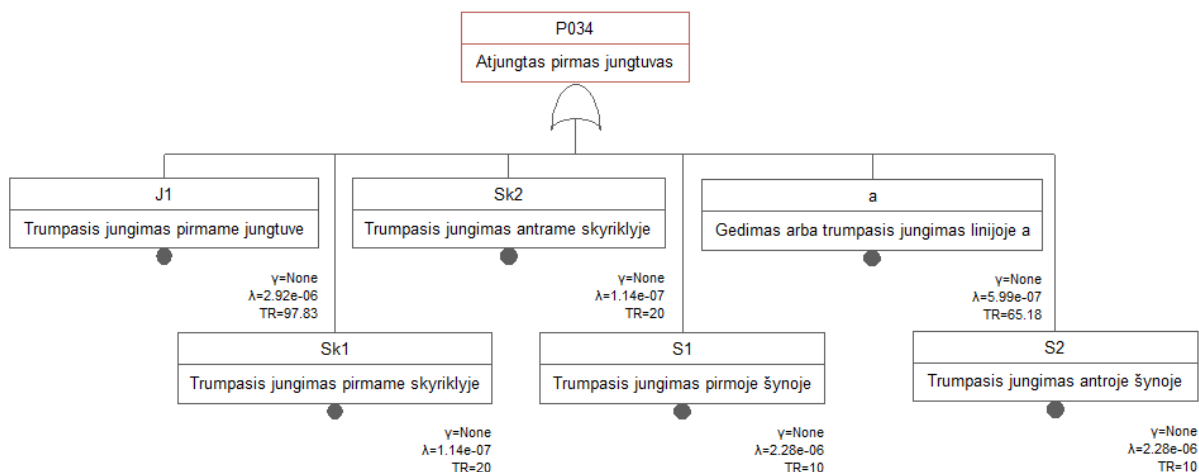 P034
Atjungtas pirmas jungtuvas
J1
Trumpasis jungimas pirmame jungtuve
γ=None
λ=2.92e-06
TR=97.83
Sk2
Trumpasis jungimas antrame skyriklyje
γ=None
λ=1.14e-07
TR=20
a
Gedimas arba trumpasis jungimas linijoje a
γ=None
λ=5.99e-07
TR=65.18
Sk1
Trumpasis jungimas pirmame skyriklyje
γ=None
λ=1.14e-07
TR=20
S1
Trumpasis jungimas pirmoje šynoje
γ=None
λ=2.28e-06
TR=10
S2
Trumpasis jungimas antroje šynoje
γ=None
λ=2.28e-06
TR=10